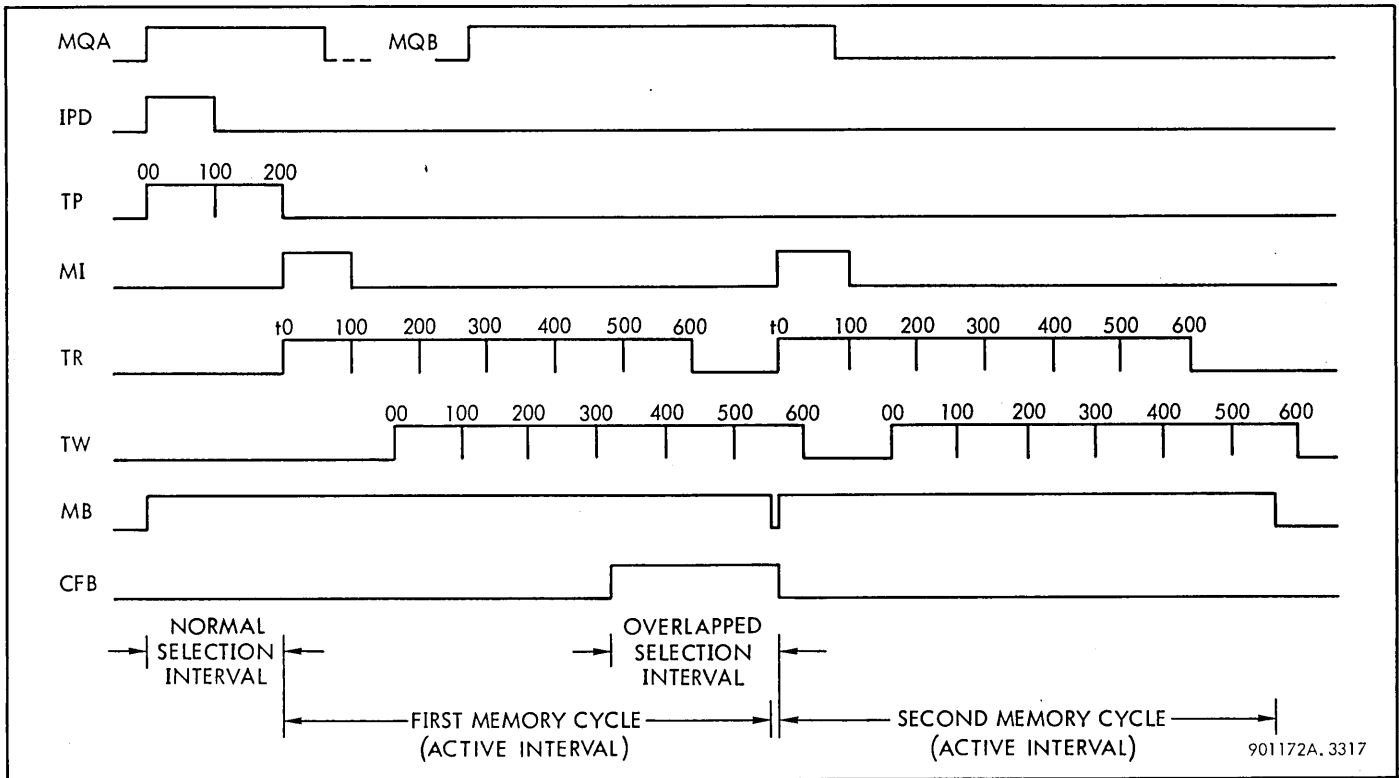 MQA MQB
IPD
00 100 200
TP
MI
t0 100 200 300 400 500 600 t0 100 200 300 400 500 600
TR
00 100 200 300 400 500 600 00 100 200 300 400 500 600
TW
MB
CFB
NORMAL
SELECTION
INTERVAL
OVERLAPPED
SELECTION
INTERVAL
FIRST MEMORY CYCLE
(ACTIVE INTERVAL)
SECOND MEMORY CYCLE
(ACTIVE INTERVAL)
901172A.3317